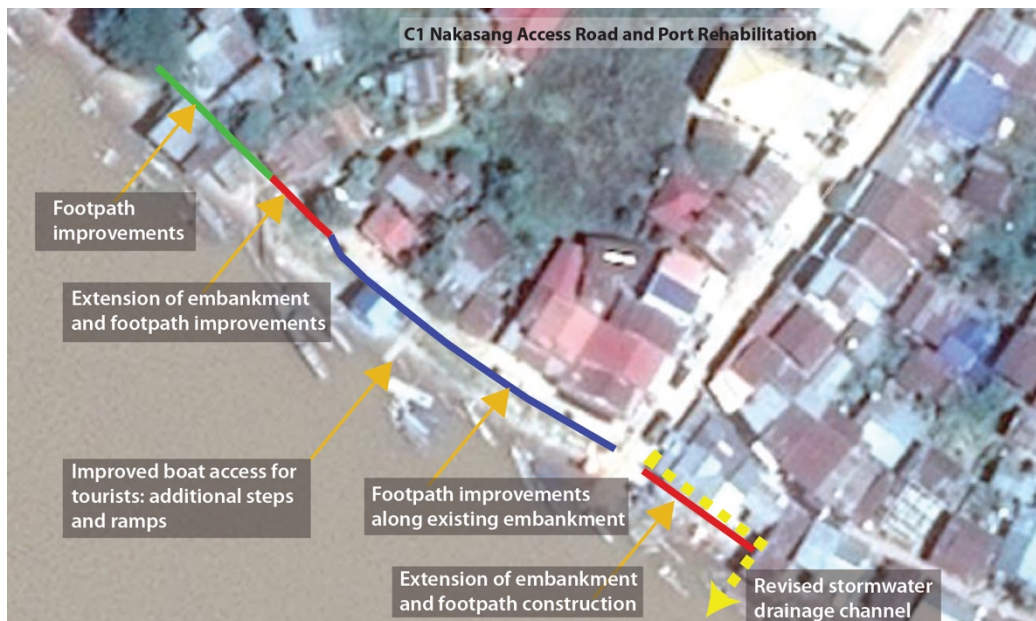 C1 Nakasang Access Road and Port Rehabilitation
Footpath
improvements
Extension of embankment
and footpath improvements
Improved boat access for
tourists: additional steps
and ramps
Footpath improvements
along existing embankment
Extension of embankment
and footpath construction
Revised stormwater
drainage channel